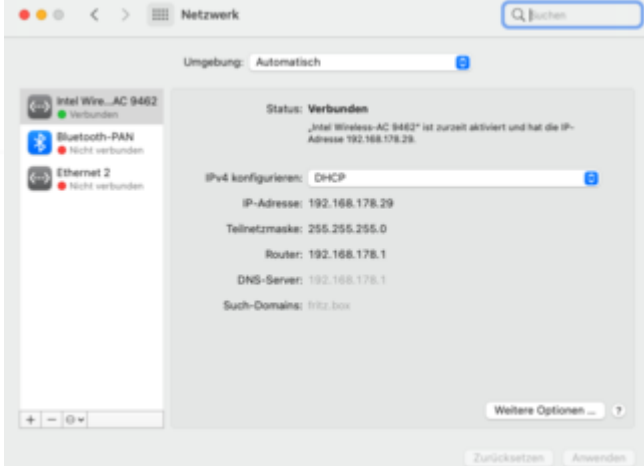 Netzwerk
Suchen
Umgebung: Automatisch
Intel Wire...AC 9462
Verbunden
Bluetooth-PAN
Nicht verbunden
Ethernet 2
Nicht verbunden
Status: Verbunden
„Intel Wireless-AC 9462“ ist zurzeit aktiviert und hat die IP-
Adresse 192.168.178.29.
IPv4 konfigurieren: DHCP
IP-Adresse: 192.168.178.29
Teilnetzmaske: 255.255.255.0
Router: 192.168.178.1
DNS-Server: 192.168.178.1
Such-Domains: fritz.box
Weitere Optionen ... ?
Zurücksetzen Anwenden